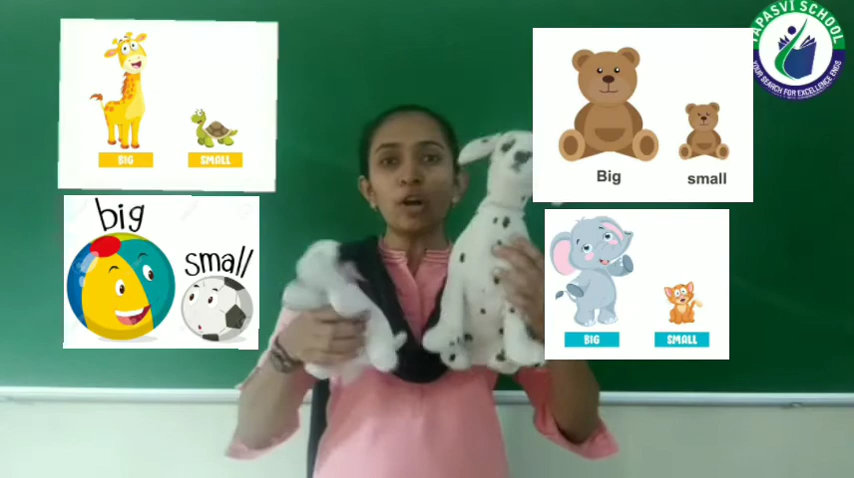 BIG SMALL
big
small
Big small
BIG SMALL
TAPASVI SCHOOL
YOUR SEARCH FOR EXCELLENCE ENDS